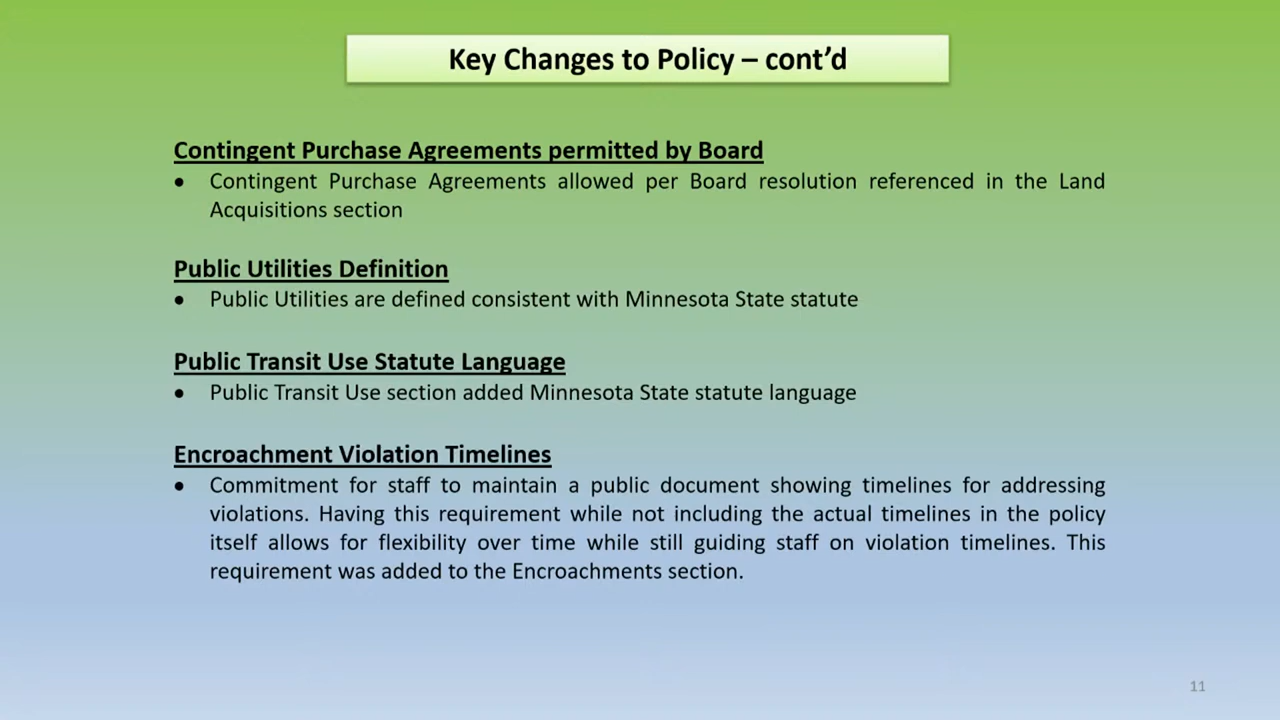 Key Changes to Policy – cont’d
Contingent Purchase Agreements permitted by Board
• Contingent Purchase Agreements allowed per Board resolution referenced in the Land
Acquisitions section
Public Utilities Definition
• Public Utilities are defined consistent with Minnesota State statute
Public Transit Use Statute Language
• Public Transit Use section added Minnesota State statute language
Encroachment Violation Timelines
• Commitment for staff to maintain a public document showing timelines for addressing
violations. Having this requirement while not including the actual timelines in the policy
itself allows for flexibility over time while still guiding staff on violation timelines. This
requirement was added to the Encroachments section.
11